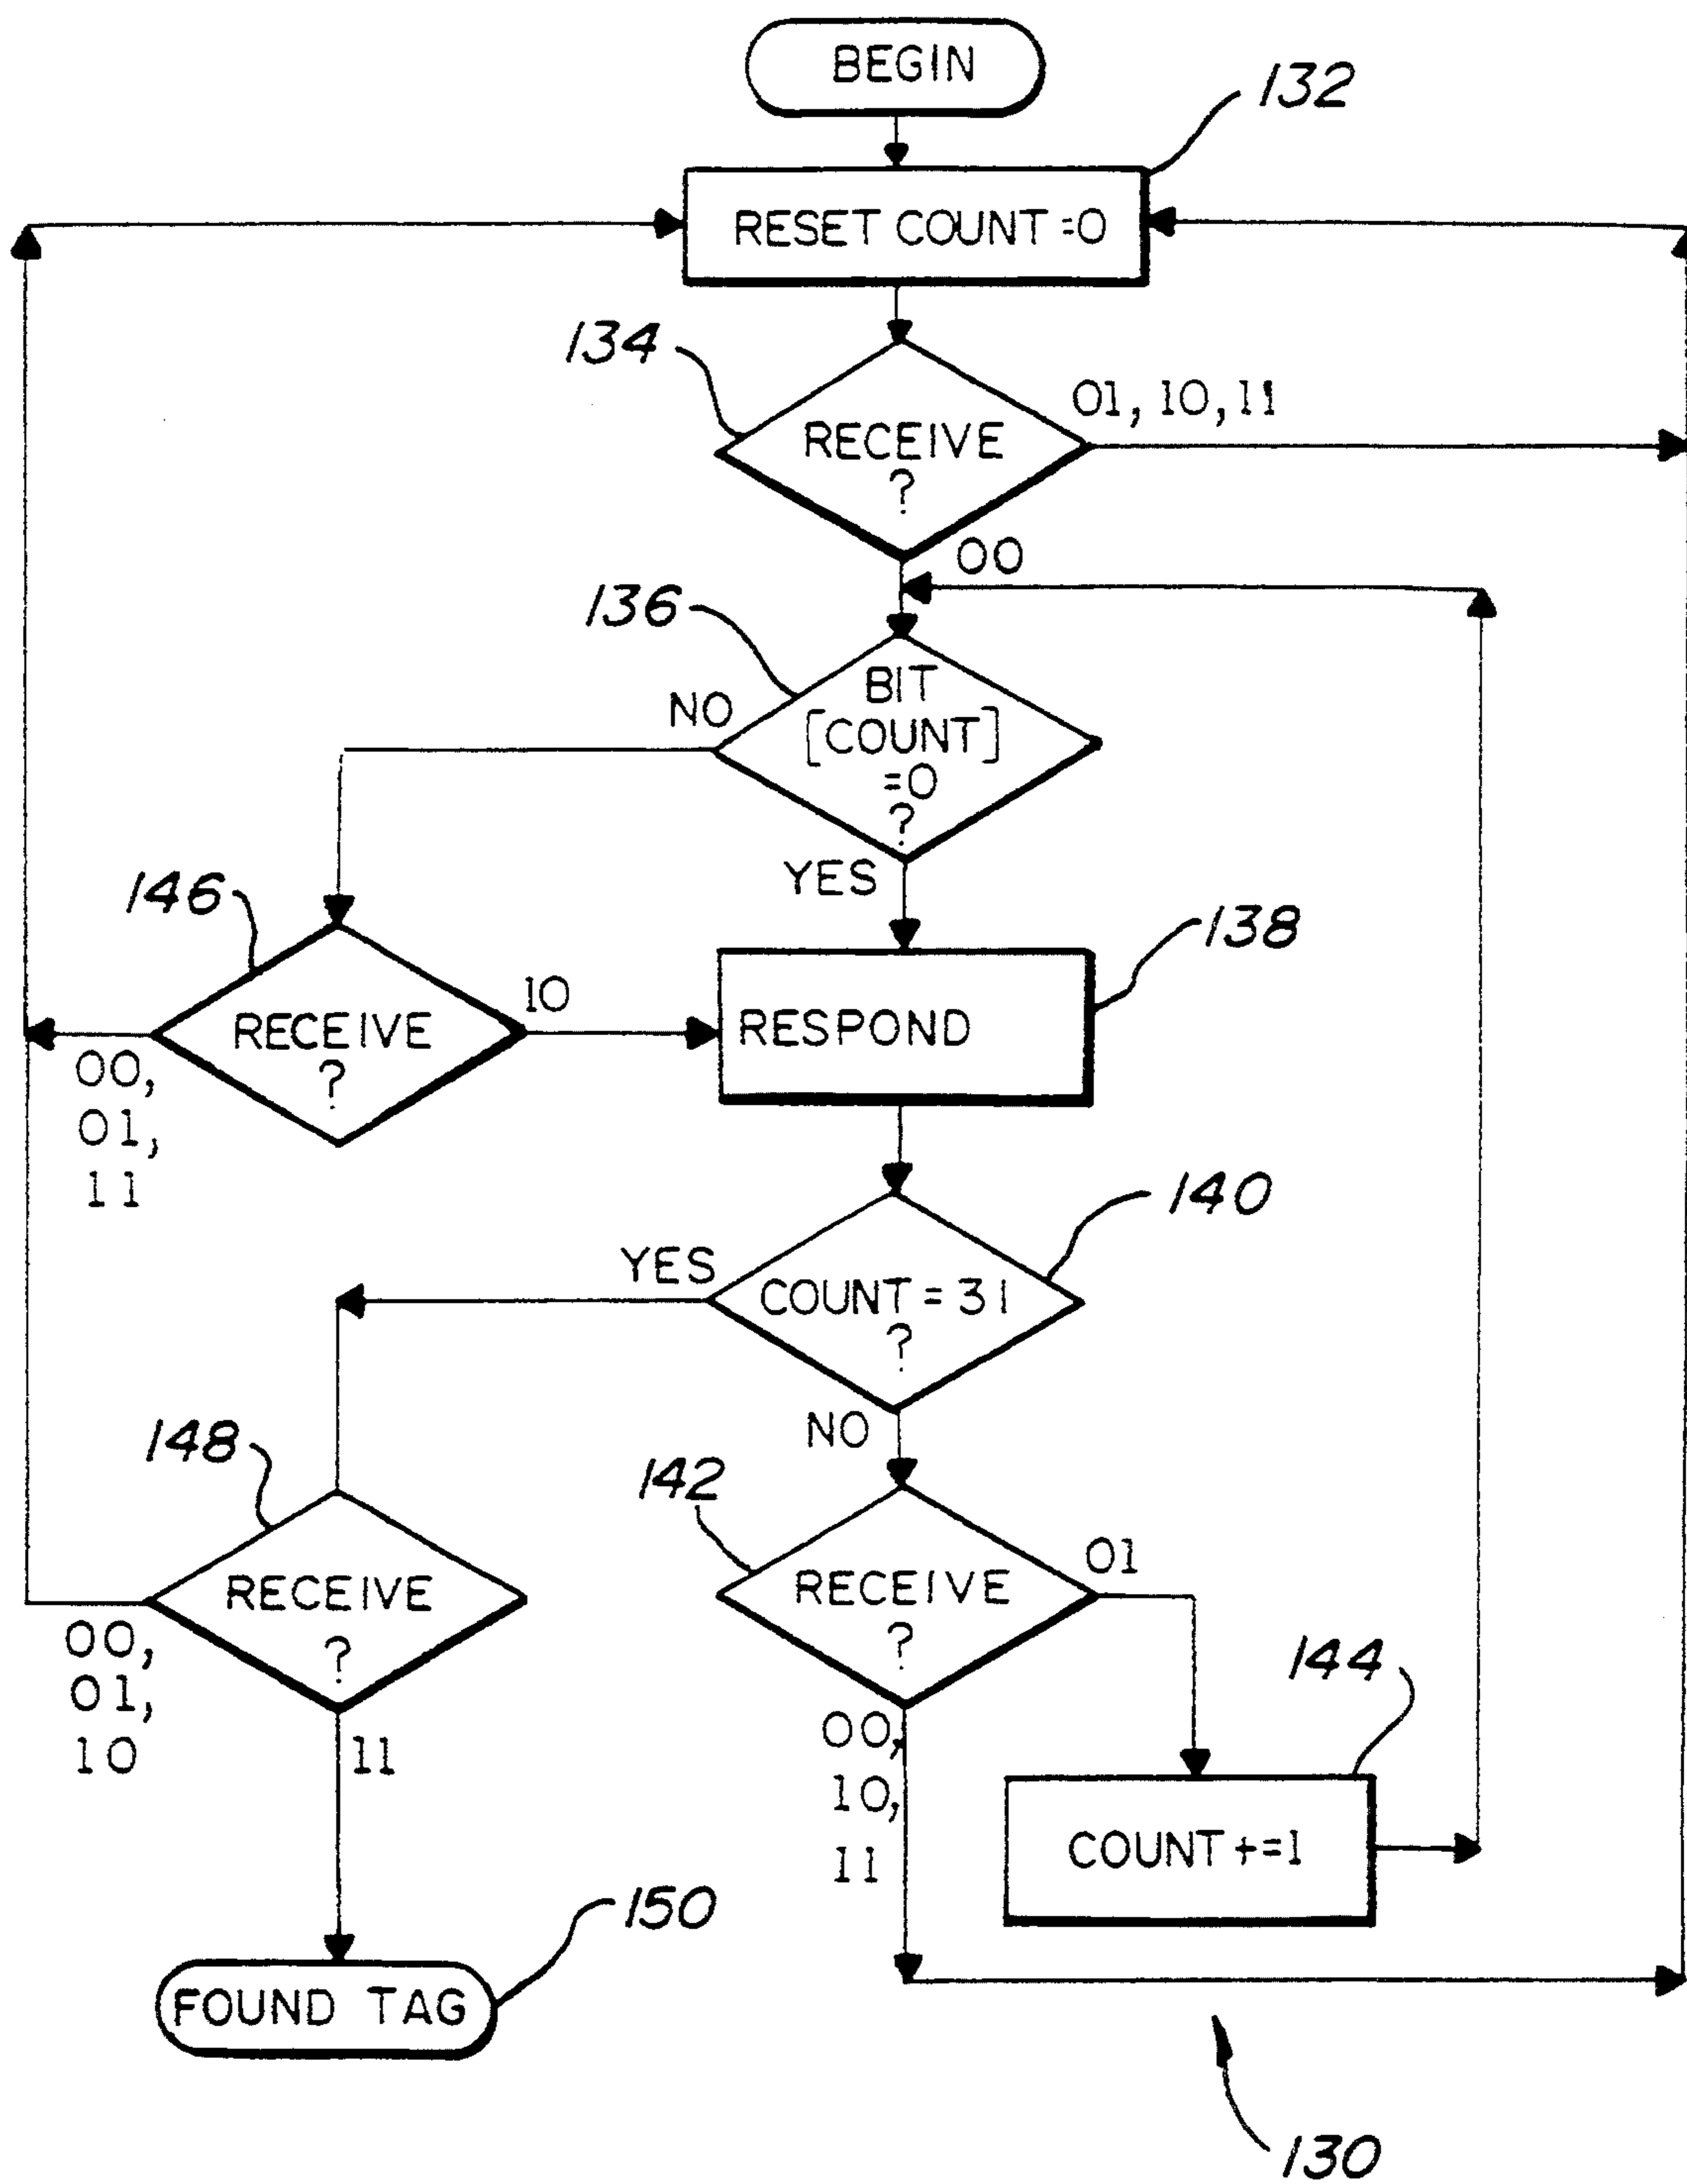 BEGIN
132
RESET COUNT =0
134
RECEIVE
?
01, 10, 11
00
136
BIT
[COUNT]
=0
?
NO
YES
146
RECEIVE
?
10
00,
01,
11
138
RESPOND
140
COUNT = 31
?
YES
NO
148
RECEIVE
?
00,
01,
10
11
142
RECEIVE
?
01
00,
10,
11
144
COUNT +=1
150
FOUND TAG
130